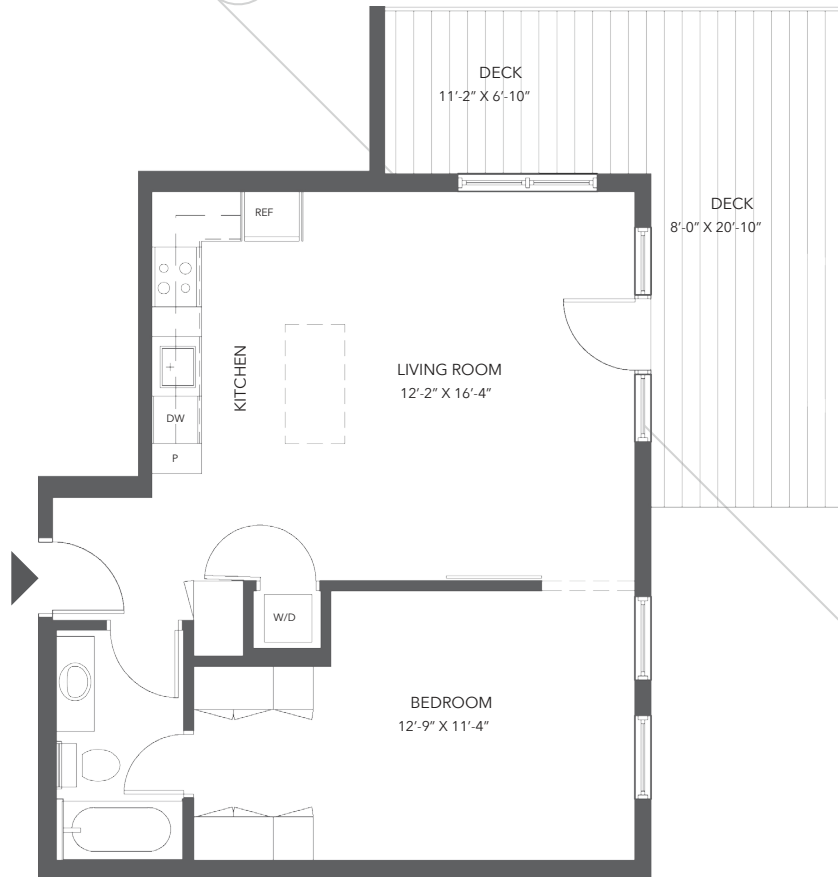 DECK
11'-2" X 6'-10"
DECK
8'-0" X 20'-10"
REF
KITCHEN
LIVING ROOM
12'-2" X 16'-4"
DW
P
W/D
BEDROOM
12'-9" X 11'-4"